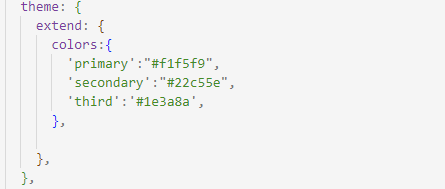 theme: {
extend: {
colors:{
'primary':"#f1f5f9",
'secondary':"#22c55e",
'third':'#1e3a8a',
},
},
},